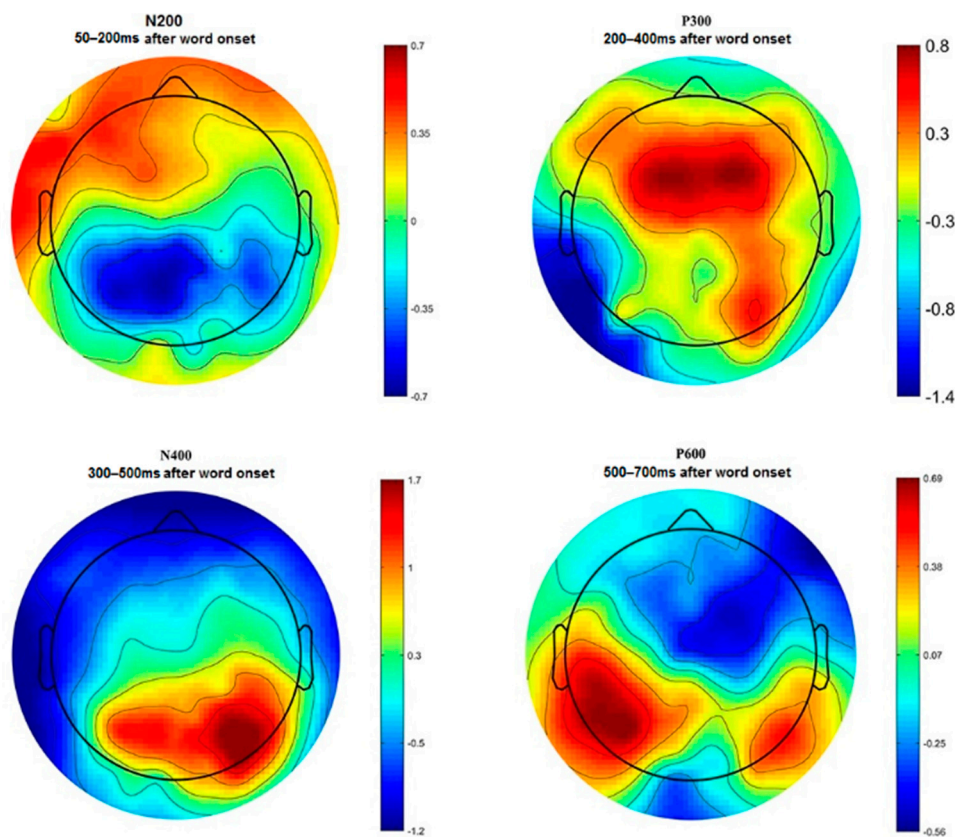 N200
50–200ms after word onset
0.7
0.35
0
-0.35
-0.7
P300
200–400ms after word onset
0.8
0.3
-0.3
-0.8
-1.4
N400
300–500ms after word onset
1.7
1
0.3
-0.5
-1.2
P600
500–700ms after word onset
0.69
0.38
0.07
-0.25
-0.56